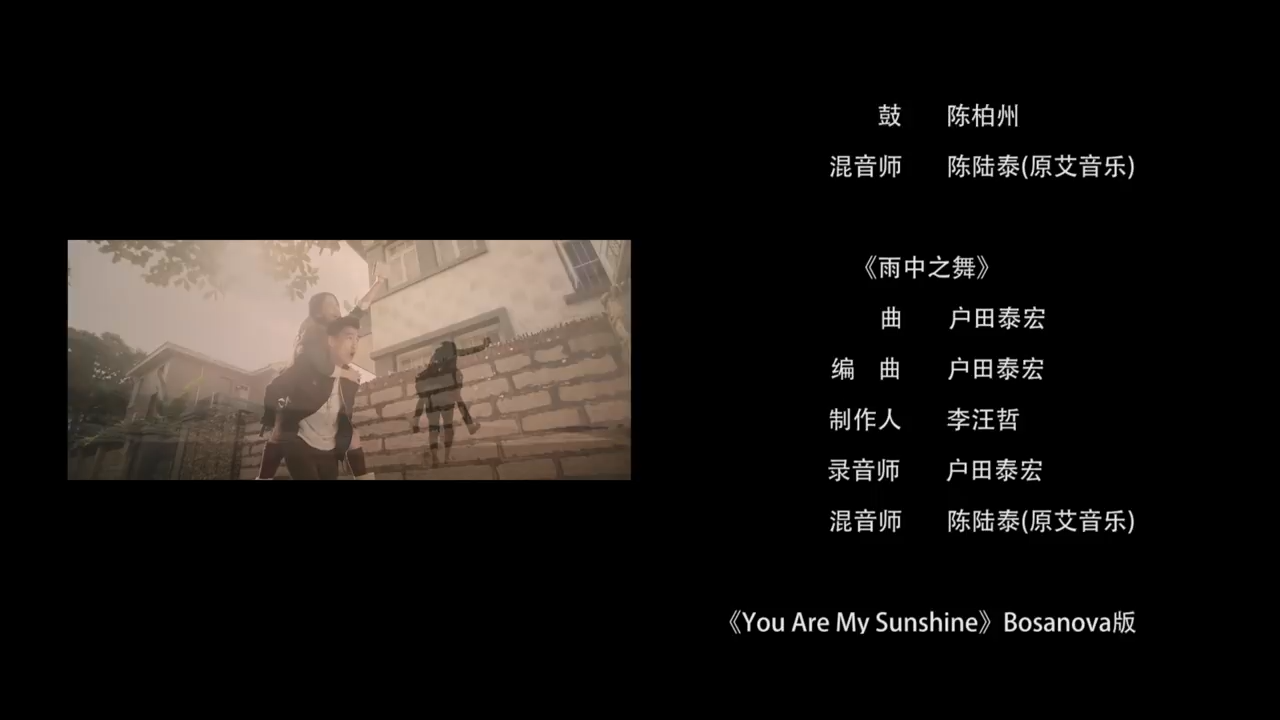 鼓 陈柏州
混音师 陈陆泰(原艾音乐)
《雨中之舞》
曲 户田泰宏
编 曲 户田泰宏
制作人 李汪哲
录音师 户田泰宏
混音师 陈陆泰(原艾音乐)
《You Are My Sunshine》Bosanova版